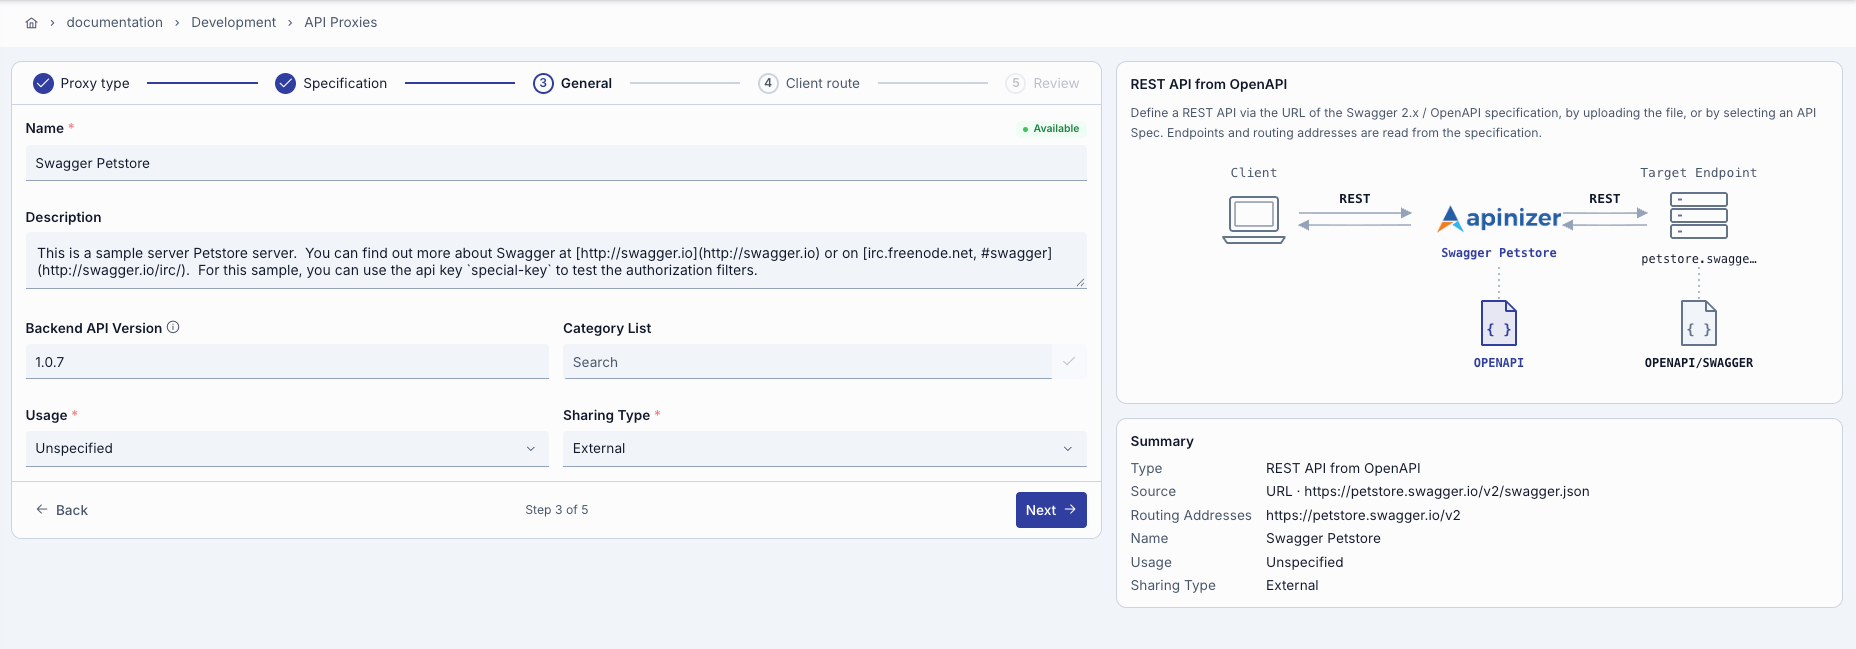 documentation > Development > API Proxies
Proxy type
Specification
3 General
4 Client route
5 Review
Name *
Available
Swagger Petstore
Description
This is a sample server Petstore server.  You can find out more about Swagger at [http://swagger.io](http://swagger.io) or on [irc.freenode.net, #swagger]
(http://swagger.io/irc/).  For this sample, you can use the api key `special-key` to test the authorization filters.
Backend API Version
Category List
1.0.7
Search
Usage *
Sharing Type *
Unspecified
External
Back
Step 3 of 5
Next
REST API from OpenAPI
Define a REST API via the URL of the Swagger 2.x / OpenAPI specification, by uploading the file, or by selecting an API
Spec. Endpoints and routing addresses are read from the specification.
Client
Target Endpoint
REST
REST
apinizer
Swagger Petstore
petstore.swagge…
{ }
{ }
OPENAPI
OPENAPI/SWAGGER
Summary
Type REST API from OpenAPI
Source URL · https://petstore.swagger.io/v2/swagger.json
Routing Addresses https://petstore.swagger.io/v2
Name Swagger Petstore
Usage Unspecified
Sharing Type External